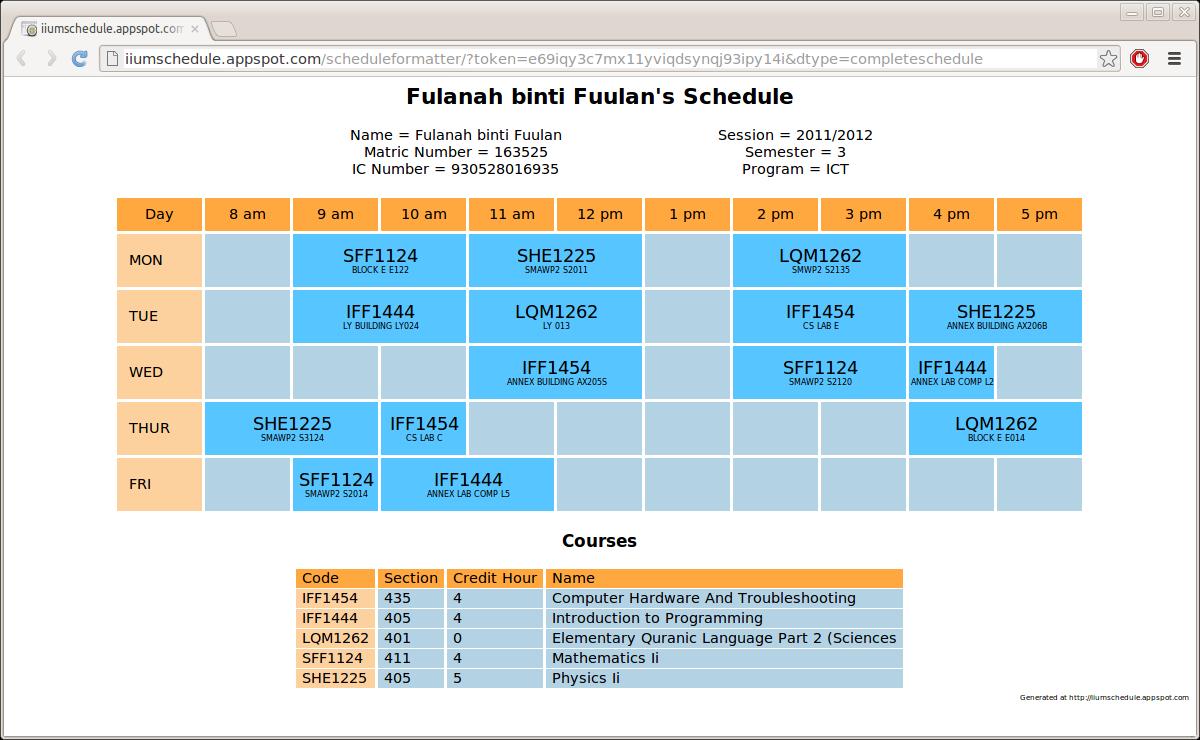 iiumschedule.appspot.com
iiumschedule.appspot.com/scheduleformatter/?token=e69iqy3c7mx11yviqdsynqj93ipy14i&dtype=completeschedule
Fulanah binti Fuulan's Schedule
Name = Fulanah binti Fuulan Session = 2011/2012
Matric Number = 163525 Semester = 3
IC Number = 930528016935 Program = ICT
Day 8 am 9 am 10 am 11 am 12 pm 1 pm 2 pm 3 pm 4 pm 5 pm
MON SFF1124 SHE1225 LQM1262
BLOCK E E122 SMAWP2 S2011 SMWP2 S2135
TUE IFF1444 LQM1262 IFF1454 SHE1225
LY BUILDING LY024 LY 013 CS LAB E ANNEX BUILDING AX206B
WED IFF1454 SFF1124 IFF1444
ANNEX BUILDING AX205S SMAWP2 S2120 ANNEX LAB COMP L2
THUR SHE1225 IFF1454 LQM1262
SMAWP2 S3124 CS LAB C BLOCK E E014
FRI SFF1124 IFF1444
SMAWP2 S2014 ANNEX LAB COMP L5
Courses
Code Section Credit Hour Name
IFF1454 435 4 Computer Hardware And Troubleshooting
IFF1444 405 4 Introduction to Programming
LQM1262 401 0 Elementary Quranic Language Part 2 (Sciences
SFF1124 411 4 Mathematics Ii
SHE1225 405 5 Physics Ii
Generated at http://iiumschedule.appspot.com